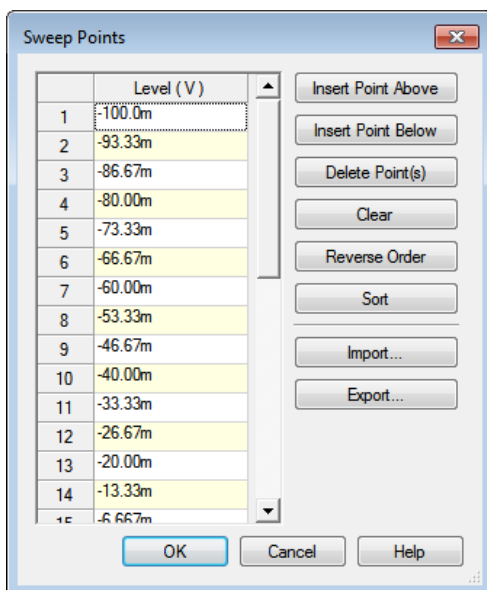 Sweep Points
Level ( V )
1 -100.0m
2 -93.33m
3 -86.67m
4 -80.00m
5 -73.33m
6 -66.67m
7 -60.00m
8 -53.33m
9 -46.67m
10 -40.00m
11 -33.33m
12 -26.67m
13 -20.00m
14 -13.33m
15 -6.667m
Insert Point Above
Insert Point Below
Delete Point(s)
Clear
Reverse Order
Sort
Import...
Export...
OK Cancel Help